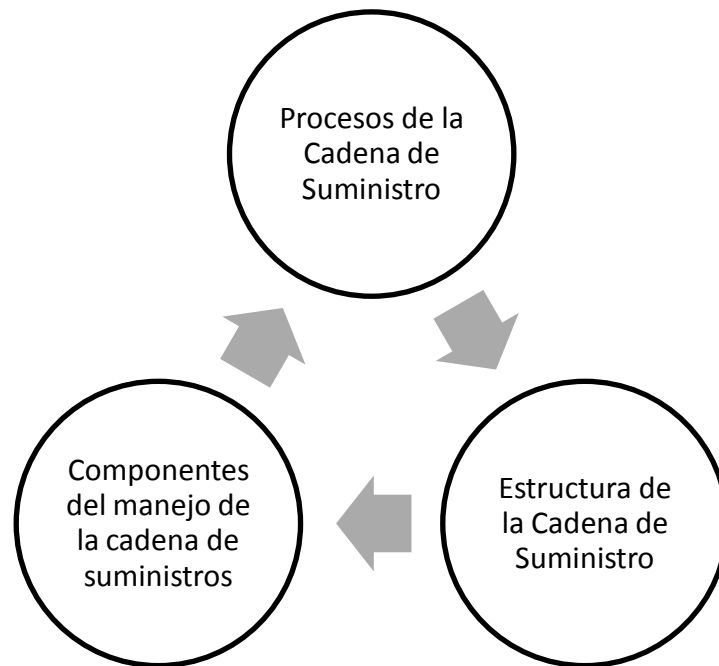 Procesos de la
Cadena de
Suministro
Componentes
del manejo de
la cadena de
suministros
Estructura de
la Cadena de
Suministro